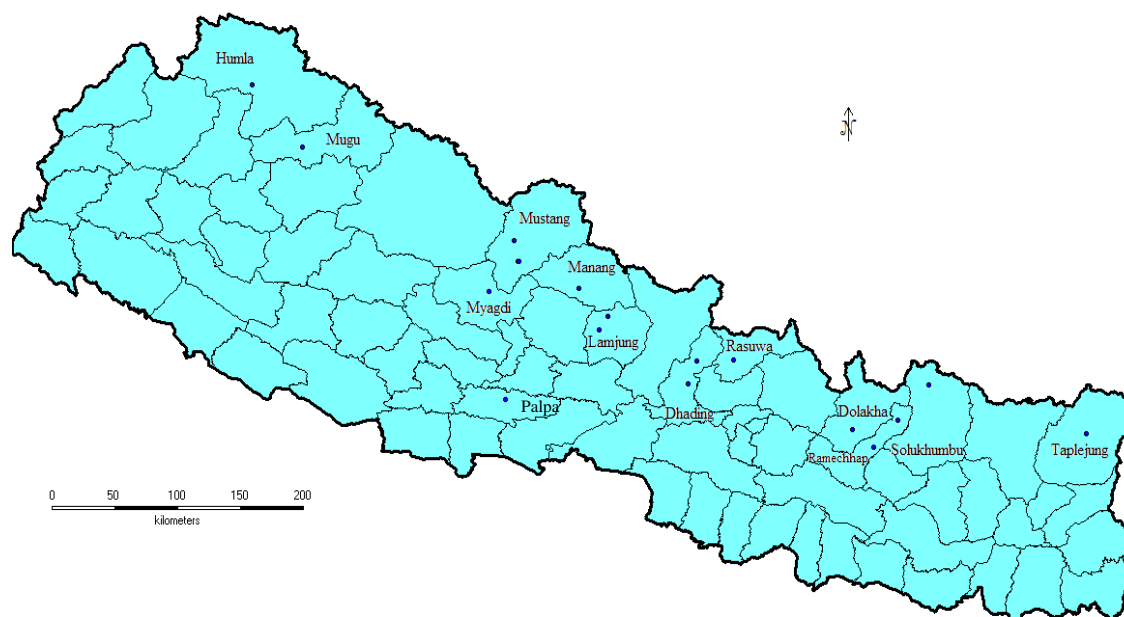 Humla
N
Mugu
Mustang
Manang
Myagdi
Lamjung
Rasuwa
Palpa
Dhading
Dolakha
Ramechhap
Solukhumbu
Taplejung
0 50 100 150 200
kilometers